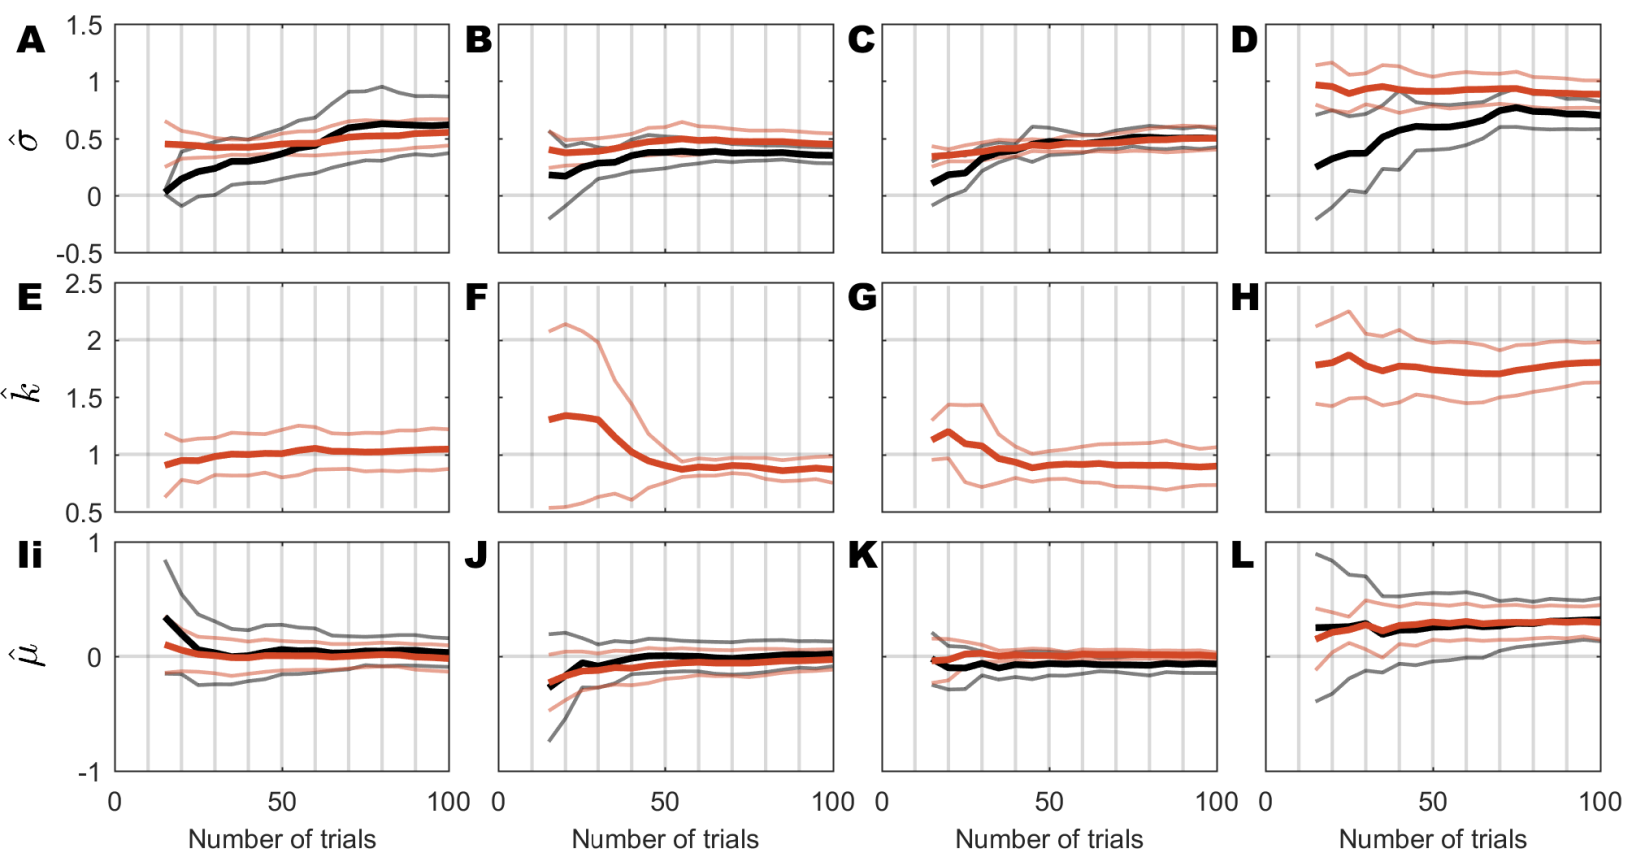 A B C D
1.5
1
0.5
0
-0.5
σ̂
E F G H
2.5
2
1.5
1
0.5
k̂
Ii J K L
1
0
-1
μ̂
0 50 100 0 50 100 0 50 100 0 50 100
Number of trials Number of trials Number of trials Number of trials